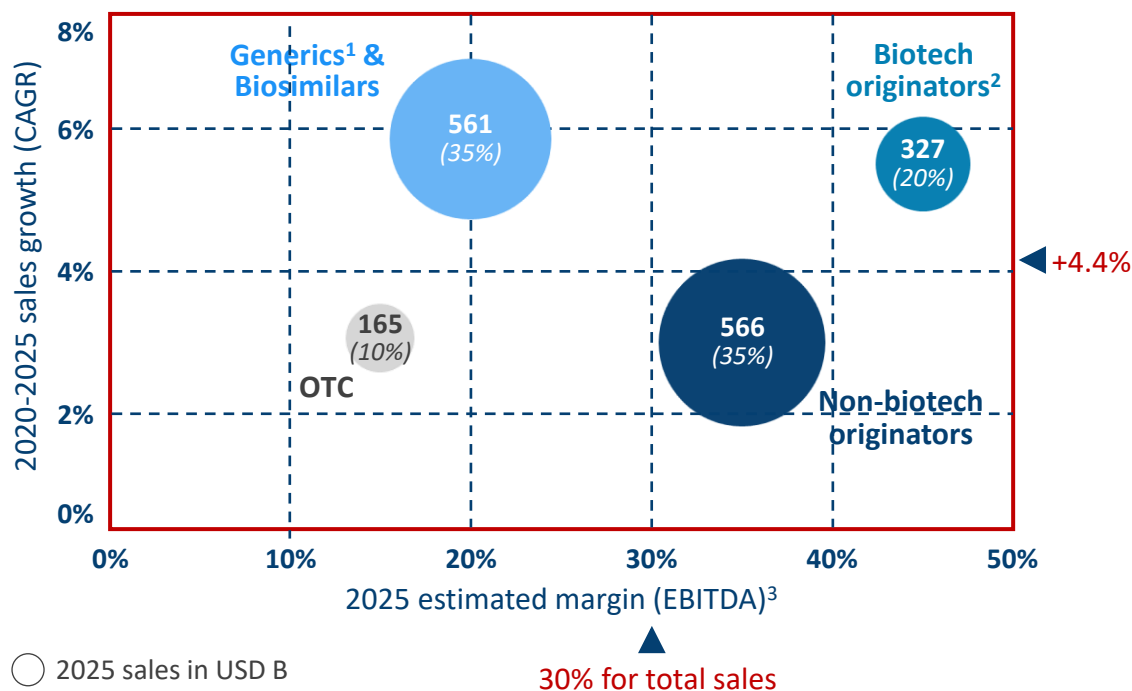 2020-2025 sales growth (CAGR)
8%
6%
4%
2%
0%
Generics¹ &
Biosimilars
561
(35%)
Biotech
originators²
327
(20%)
+4.4%
165
(10%)
OTC
566
(35%)
Non-biotech
originators
0%
10%
20%
30%
40%
50%
2025 estimated margin (EBITDA)³
2025 sales in USD B
30% for total sales